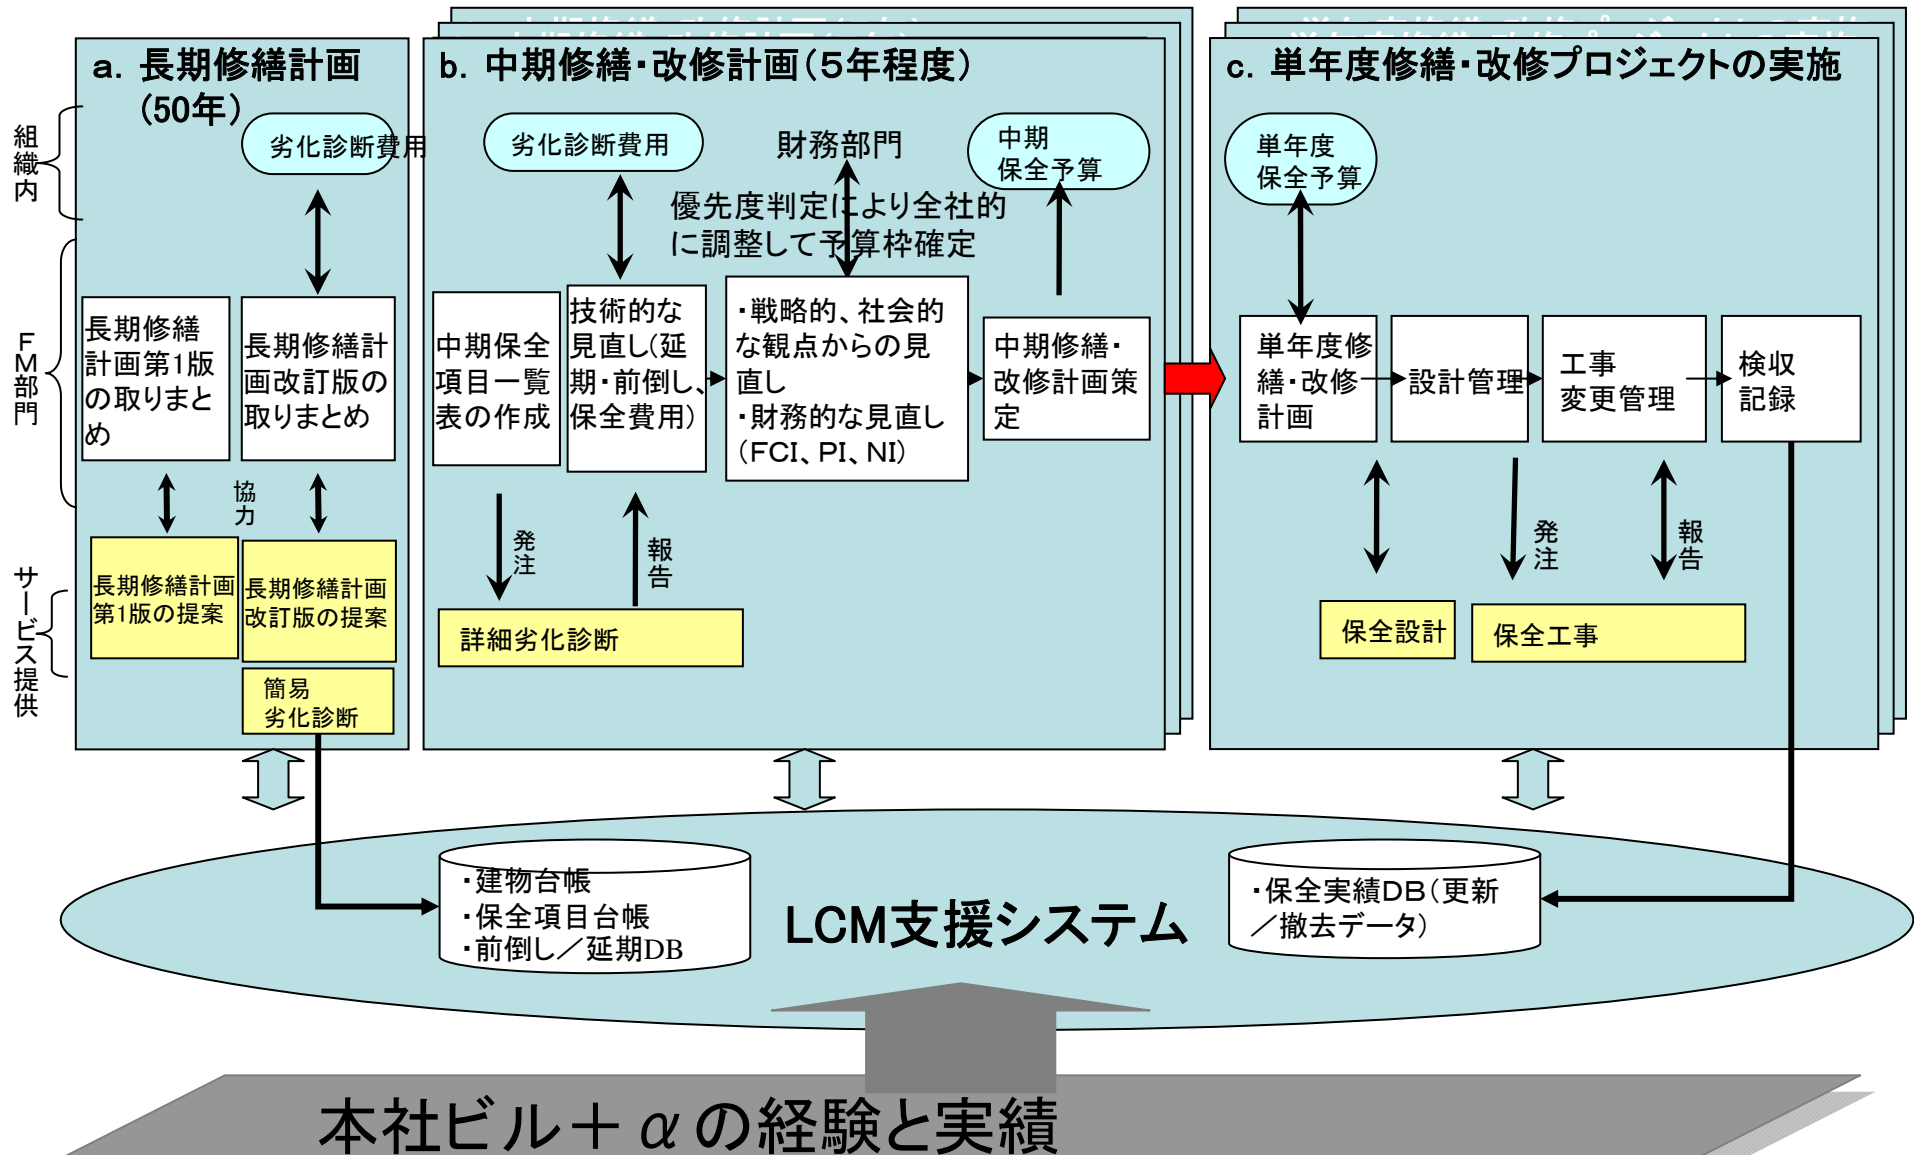 a. 長期修繕計画
(50年)
b. 中期修繕・改修計画(5年程度)
c. 単年度修繕・改修プロジェクトの実施
組織内
FM部門
サービス提供
劣化診断費用
長期修繕
計画第1版
の取りまと
め
長期修繕計
画改訂版の
取りまとめ
協力
長期修繕計画
第1版の提案
長期修繕計画
改訂版の提案
簡易
劣化診断
劣化診断費用
財務部門
中期
保全予算
優先度判定により全社的
に調整して予算枠確定
中期保全
項目一覧
表の作成
技術的な
見直し(延
期・前倒し、
保全費用)
・戦略的、社会的
な観点からの見
直し
・財務的な見直し
(FCI、PI、NI)
中期修繕・
改修計画策
定
発注
報告
詳細劣化診断
単年度
保全予算
単年度修
繕・改修
計画
設計管理
工事
変更管理
検収
記録
発注
報告
保全設計
保全工事
・建物台帳
・保全項目台帳
・前倒し／延期DB
LCM支援システム
・保全実績DB(更新
／撤去データ)
本社ビル＋αの経験と実績